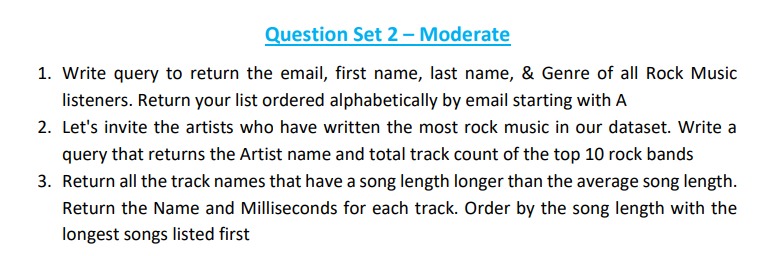 Question Set 2 – Moderate
1. Write query to return the email, first name, last name, & Genre of all Rock Music
listeners. Return your list ordered alphabetically by email starting with A
2. Let's invite the artists who have written the most rock music in our dataset. Write a
query that returns the Artist name and total track count of the top 10 rock bands
3. Return all the track names that have a song length longer than the average song length.
Return the Name and Milliseconds for each track. Order by the song length with the
longest songs listed first